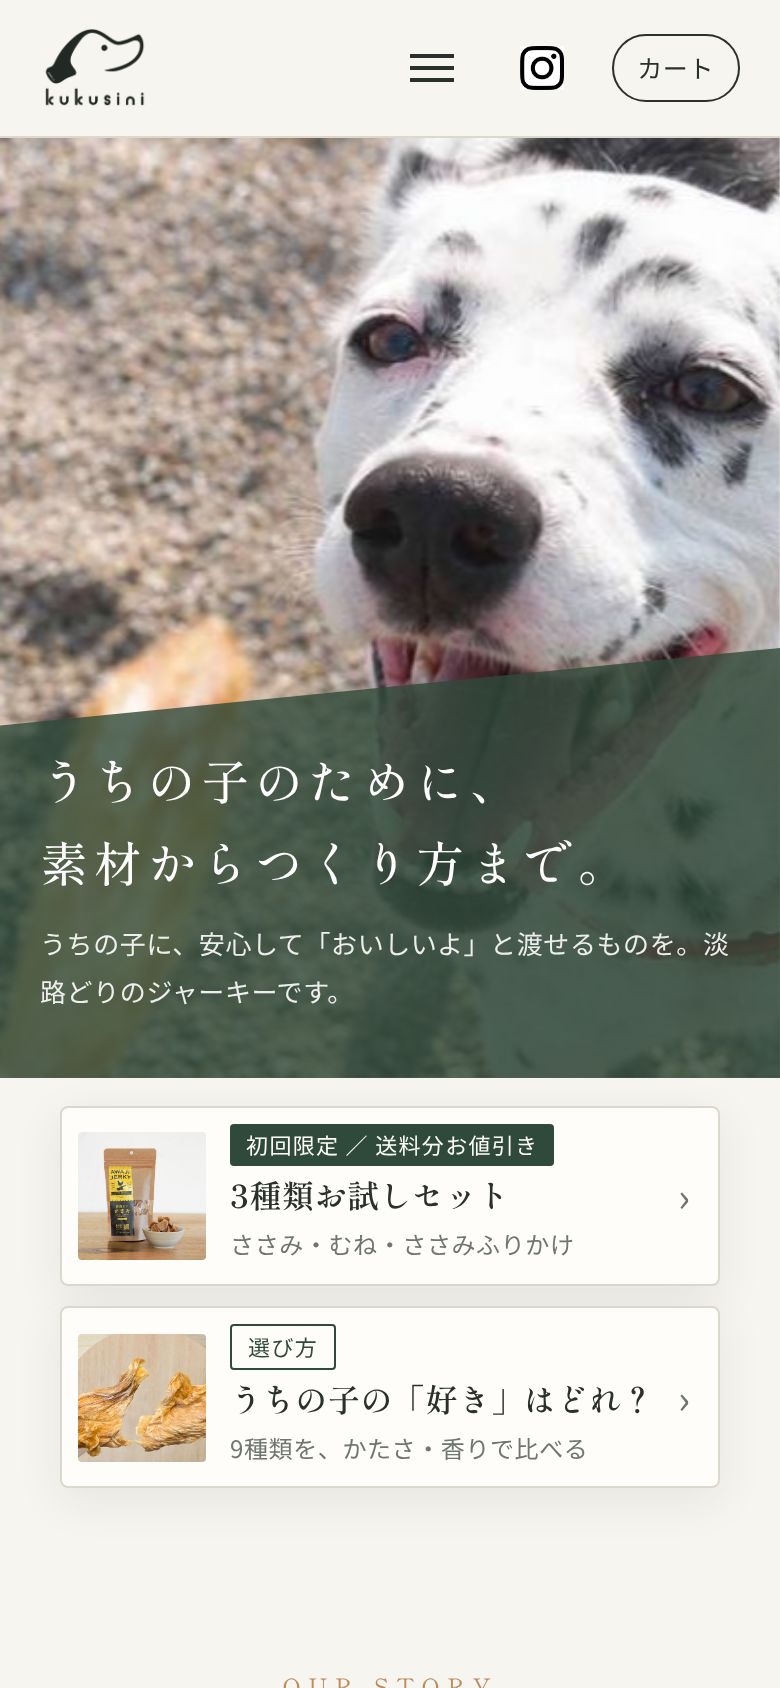 kukusini
カート
うちの子のために、
素材からつくり方まで。
うちの子に、安心して「おいしいよ」と渡せるものを。淡
路どりのジャーキーです。
初回限定 ／ 送料分お値引き
3種類お試しセット
ささみ・むね・ささみふりかけ
AWAJI
JERKY
選び方
うちの子の「好き」はどれ？
9種類を、かたさ・香りで比べる
OUR STORY